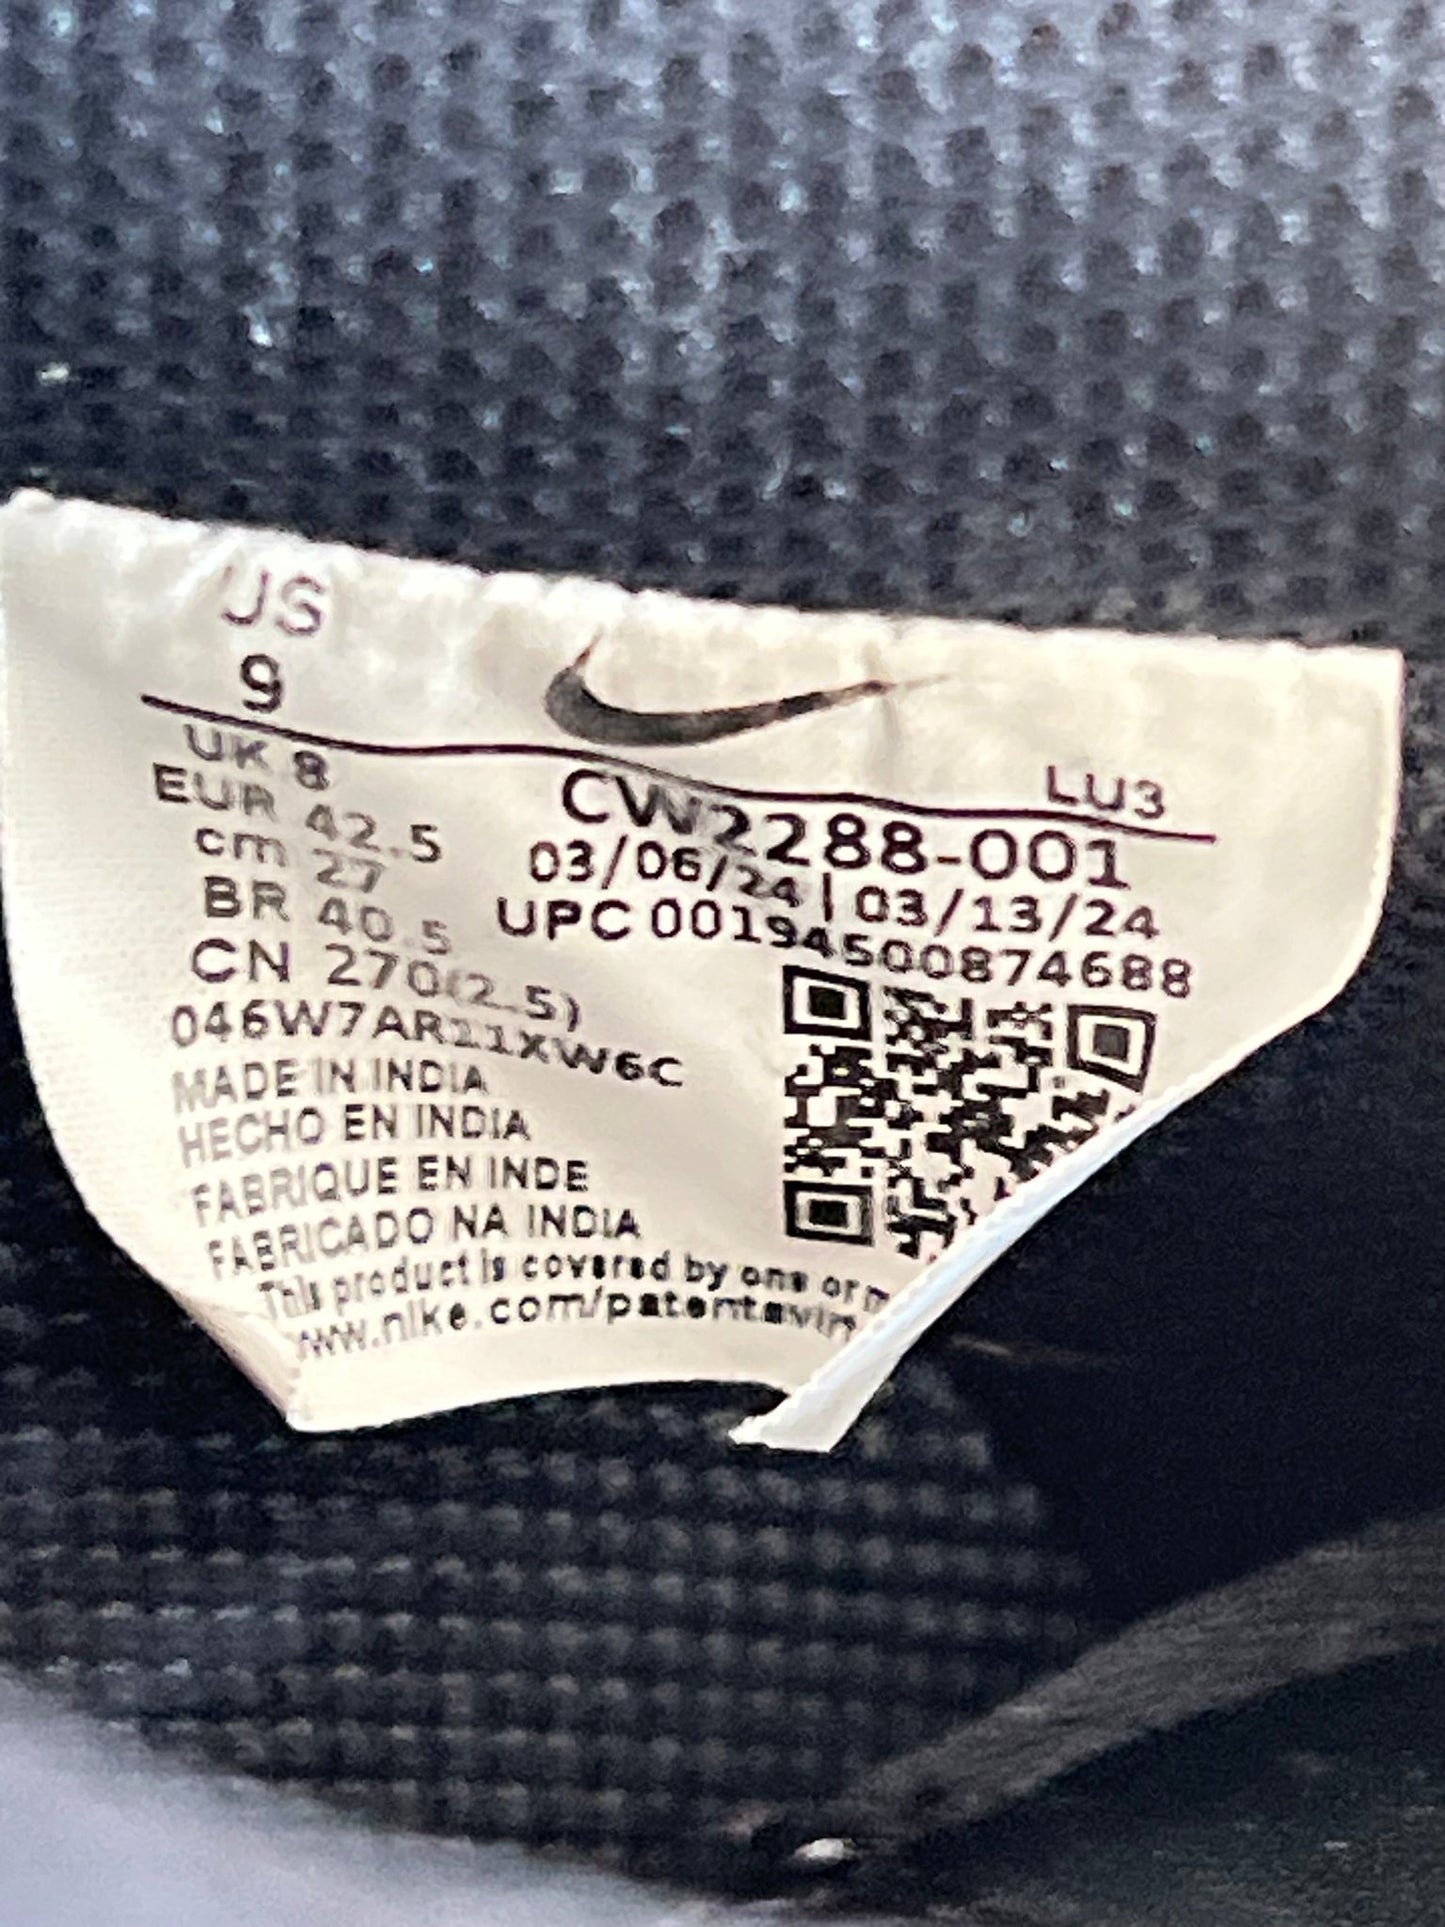 US
9
UK 8
EUR 42.5
cm 27
BR 40.5
CN 270(2.5)
046W7AR11XW6C
MADE IN INDIA
HECHO EN INDIA
FABRIQUE EN INDE
FABRICADO NA INDIA
This product is covered by one or
www.nike.com/patents
LU3
CW2288-001
03/06/24 | 03/13/24
UPC 00194500874688